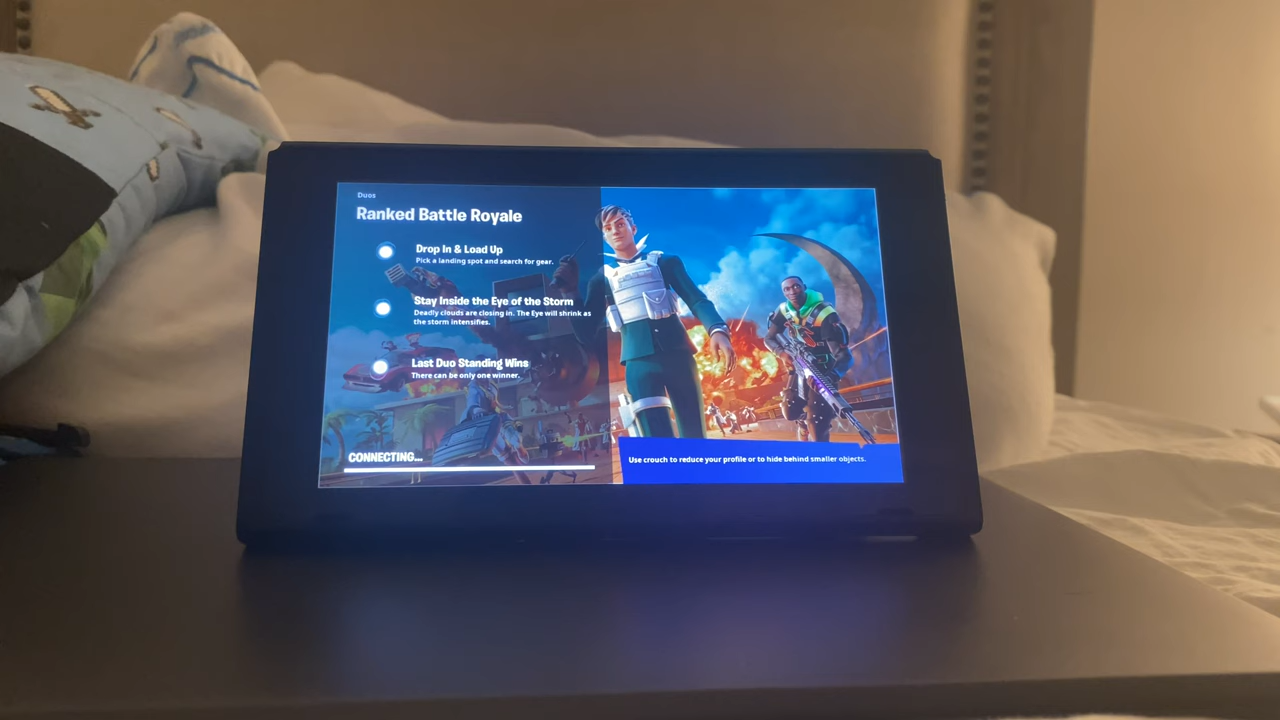 Duos
Ranked Battle Royale
Drop In & Load Up
Pick a landing spot and search for gear.
Stay Inside the Eye of the Storm
Deadly clouds are closing in. The Eye will shrink as
the storm intensifies.
Last Duo Standing Wins
There can be only one winner.
CONNECTING...
Use crouch to reduce your profile or to hide behind smaller objects.